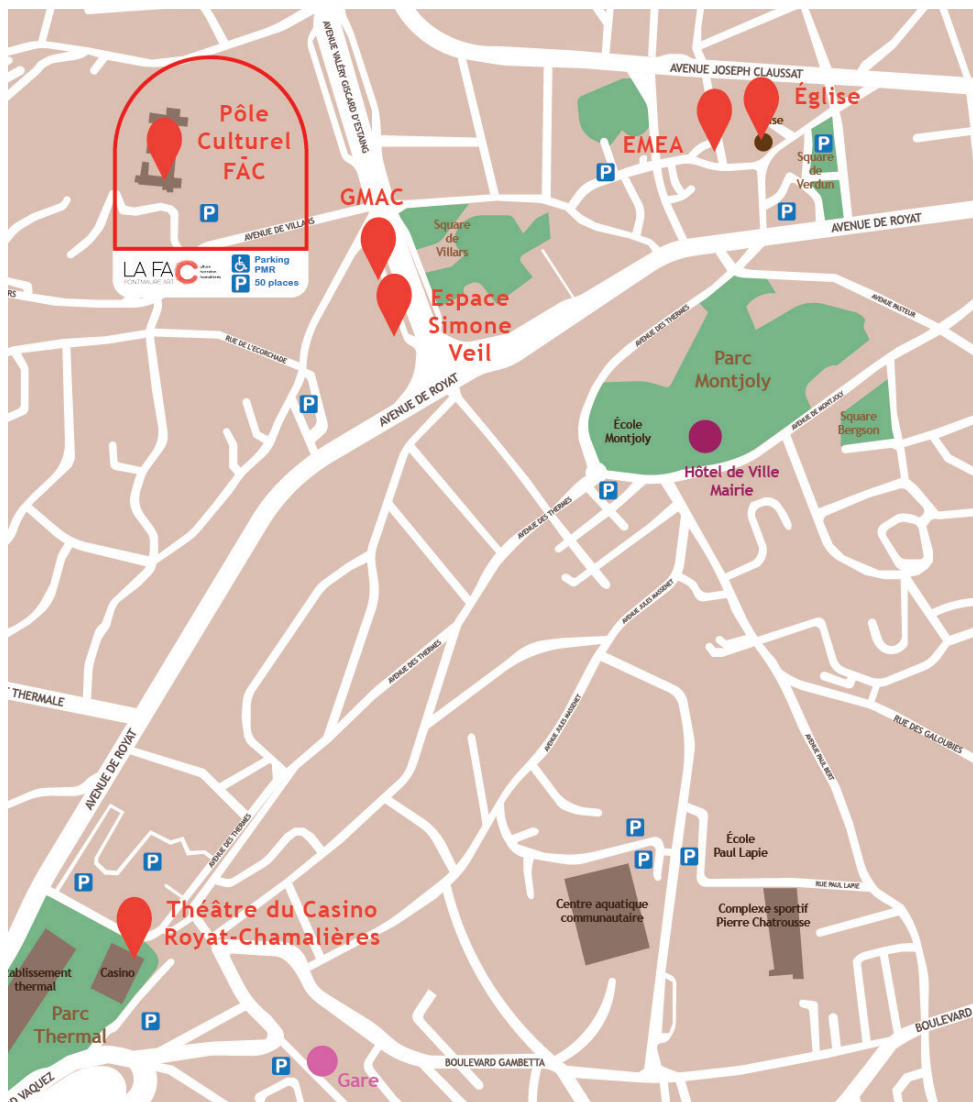 AVENUE VALÉRY GISCARD D'ESTAING
AVENUE JOSEPH CLAUSSAT
Pôle
Culturel
FĀC
Église
EMEA
P
P
Square
de
Verdun
P
P
GMAC
AVENUE DE VILLARS
Square
de
Villars
AVENUE DE ROYAT
LA FAC
FONTMAURE ART
Parking
PMR
P 50 places
Espace
Simone
Veil
AVENUE DES THERMES
AVENUE PASTEUR
RUE DE L'ECORCHADE
Parc
Montjoly
AVENUE DE ROYAT
P
École
Montjoly
AVENUE DE MONTJOLY
Square
Bergson
Hôtel de Ville
Mairie
P
AVENUE DES THERMES
AVENUE JULES MASSENET
AVENUE DES THERMES
THERMALE
RUE DES GALOUBIES
AVENUE JULES MASSENET
AVENUE PAUL BERT
AVENUE DE ROYAT
AVENUE DES THERMES
P
P
P
P
P
École
Paul Lapie
RUE PAUL LAPIE
Centre aquatique
communautaire
Complexe sportif
Pierre Chatrousse
Théâtre du Casino
Royat-Chamalières
tablissement
thermal
Casino
Parc
Thermal
P
BOULEVARD
P
BOULEVARD GAMBETTA
Gare
RD VAQUEZ